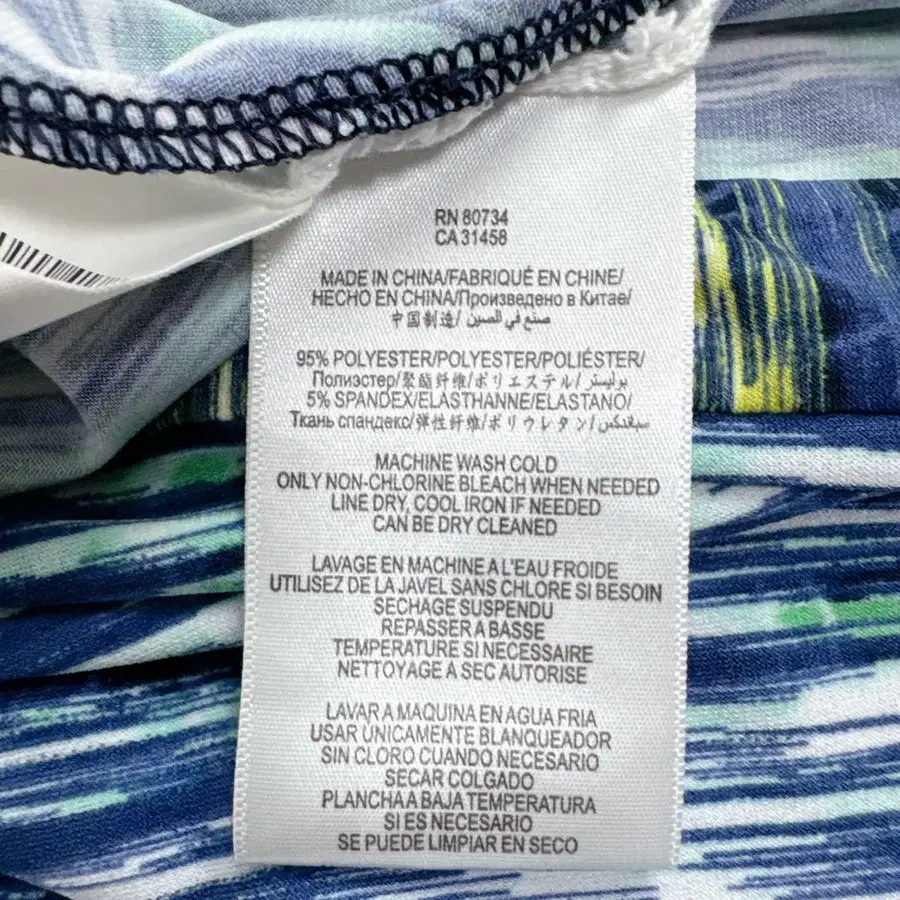 RN 80734
CA 31458
MADE IN CHINA/FABRIQUÉ EN CHINE/
HECHO EN CHINA/Произведено в Китае/
中国制造/ صنع في الصين
95% POLYESTER/POLYESTER/POLIÉSTER/
Полиэстер/聚酯纤维/ポリエステル/بوليستر
5% SPANDEX/ELASTHANNE/ELASTANO/
Ткань спандекс/弹性纤维/ポリウレタン/سبفندكس
MACHINE WASH COLD
ONLY NON-CHLORINE BLEACH WHEN NEEDED
LINE DRY, COOL IRON IF NEEDED
CAN BE DRY CLEANED
LAVAGE EN MACHINE A L'EAU FROIDE
UTILISEZ DE LA JAVEL SANS CHLORE SI BESOIN
SECHAGE SUSPENDU
REPASSER A BASSE
TEMPERATURE SI NECESSAIRE
NETTOYAGE A SEC AUTORISE
LAVAR A MAQUINA EN AGUA FRIA
USAR UNICAMENTE BLANQUEADOR
SIN CLORO CUANDO NECESARIO
SECAR COLGADO
PLANCHA A BAJA TEMPERATURA
SI ES NECESARIO
SE PUEDE LIMPIAR EN SECO